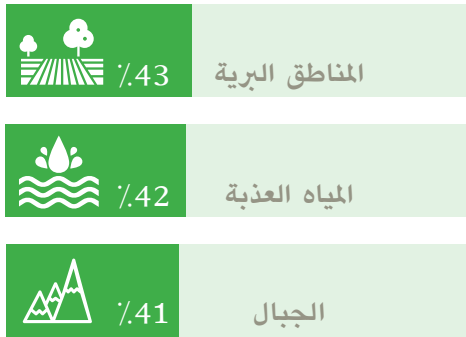 المناطق البرية ٪43
المياه العذبة ٪42
الجبال ٪41